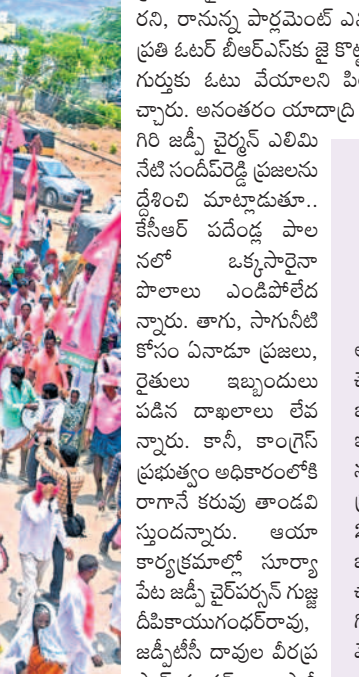 రని, రానున్న పార్లమెంట్
ప్రతి ఓటర్ బీఆర్ఎస్‌కు జై
గుర్తుకు ఓటు వేయాలని
చ్చారు. అనంతరం యాదాద్రి
గిరి జడ్పీ చైర్మన్ ఎలిమి
నేటి సందీప్‌రెడ్డి ప్రజలను
ద్దేశించి మాట్లాడుతూ..
కేసీఆర్ పదేండ్ల పాల
నలో ఒక్కసారైనా
పొలాలు ఎండిపోలేద
న్నారు. తాగు, సాగునీటి
కోసం ఏనాడూ ప్రజలు,
రైతులు ఇబ్బందులు
పడిన దాఖలాలు లేవ
న్నారు. కానీ, కాంగ్రెస్
ప్రభుత్వం అధికారంలోకి
రాగానే కరువు తాండవి
స్తుందన్నారు. ఆయా
కార్యక్రమాల్లో సూర్యా
పేట జడ్పీ చైర్‌పర్సన్ గుజ్జ
దీపికాయుగంధర్‌రావు,
జడ్పీటీసీ దావుల వీరప్ర